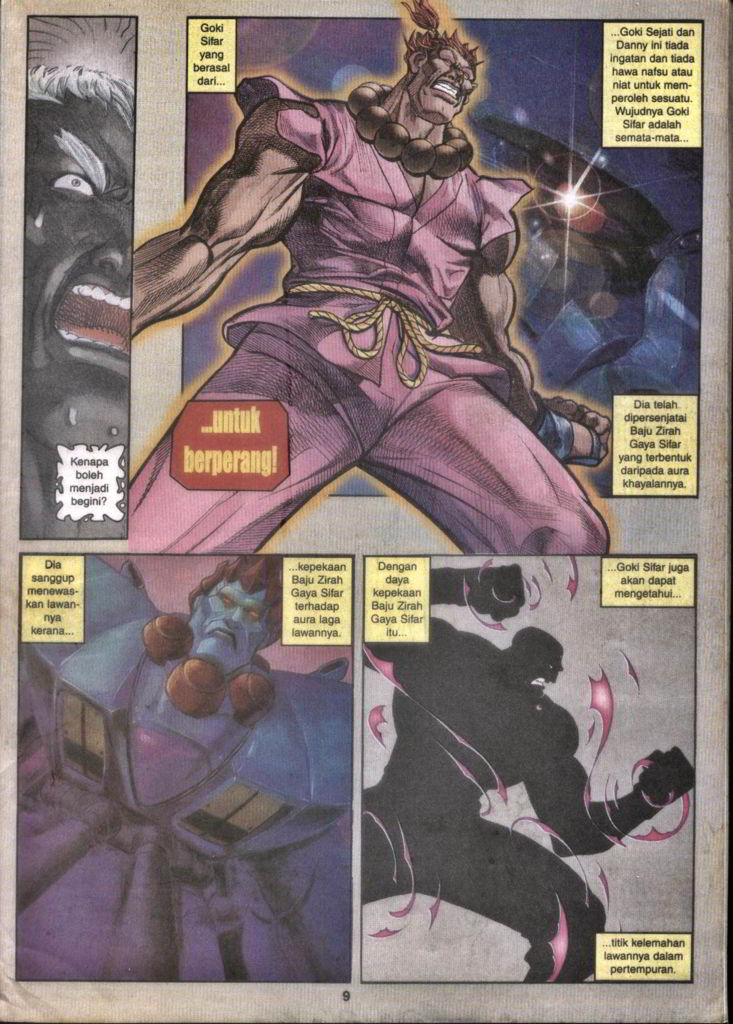 Goki
Sifar
yang
berasal
dari...
...Goki Sejati dan
Danny ini tiada
ingatan dan tiada
hawa nafsu atau
niat untuk mem-
peroleh sesuatu.
Wujudnya Goki
Sifar adalah
semata-mata...
...untuk
berperang!
Dia telah
dipersenjatai
Baju Zirah
Gaya Sifar
yang terbentuk
daripada aura
khayalannya.
Kenapa
boleh
menjadi
begini?
Dia
sanggup
menewas-
kan lawan-
nya
kerana...
...kepekaan
Baju Zirah
Gaya Sifar
terhadap
aura laga
lawannya.
Dengan
daya
kepekaan
Baju Zirah
Gaya Sifar
itu...
...Goki Sifar juga
akan dapat
mengetahui...
...titik kelemahan
lawannya dalam
pertempuran.
9